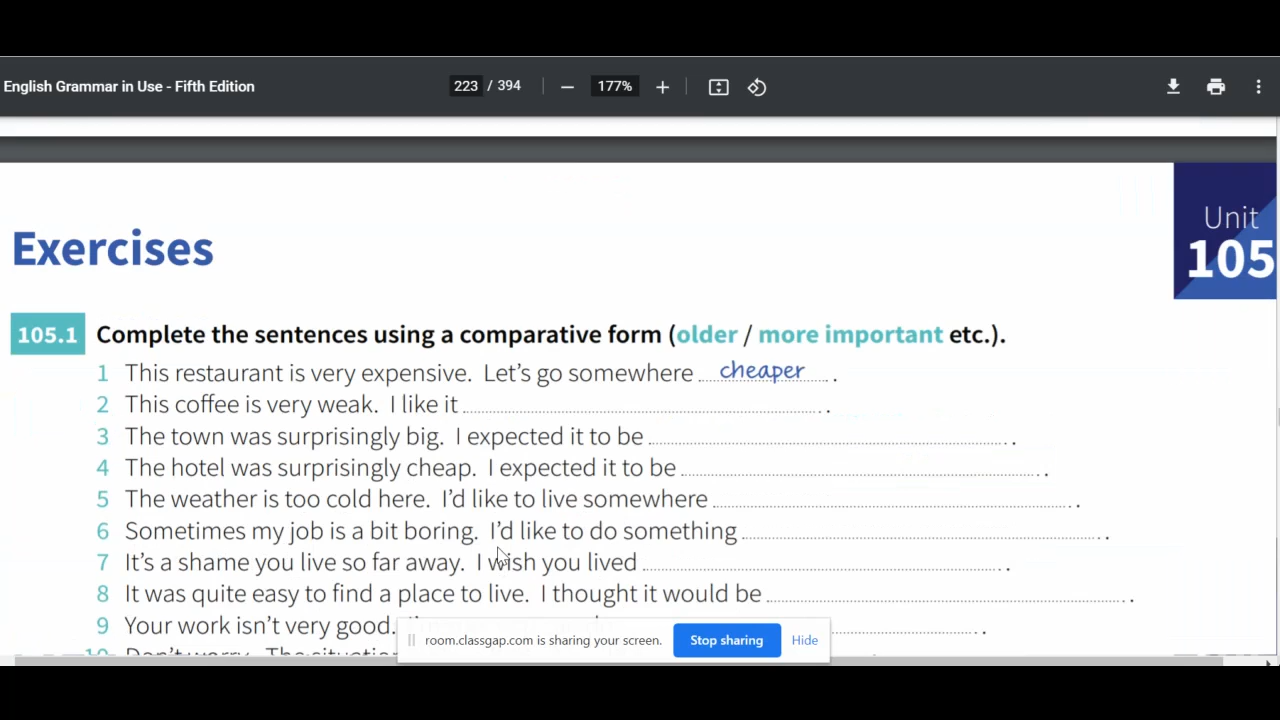 English Grammar in Use - Fifth Edition 223 / 394 177%
Unit
105
Exercises
105.1 Complete the sentences using a comparative form (older / more important etc.).
1 This restaurant is very expensive. Let's go somewhere cheaper .
2 This coffee is very weak. I like it .
3 The town was surprisingly big. I expected it to be .
4 The hotel was surprisingly cheap. I expected it to be .
5 The weather is too cold here. I'd like to live somewhere .
6 Sometimes my job is a bit boring. I'd like to do something .
7 It's a shame you live so far away. I wish you lived .
8 It was quite easy to find a place to live. I thought it would be .
9 Your work isn't very good. .
room.classgap.com is sharing your screen. Stop sharing Hide
10 Don't worry. The situation